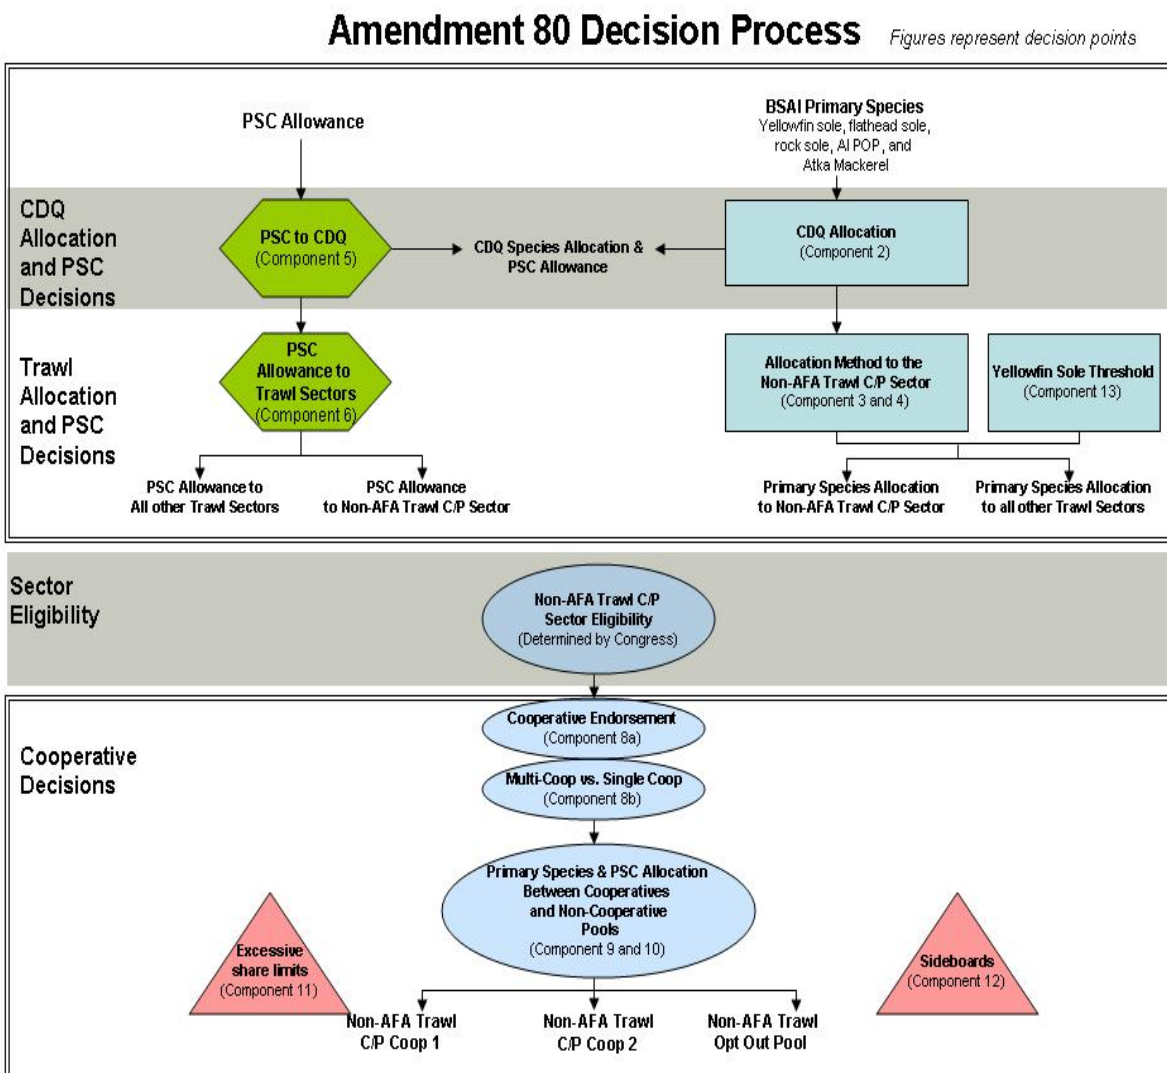 Amendment 80 Decision Process
Figures represent decision points
PSC Allowance
BSAI Primary Species
Yellowfin sole, flathead sole,
rock sole, AI POP, and
Atka Mackerel
CDQ
Allocation
and PSC
Decisions
PSC to CDQ
(Component 5)
CDQ Species Allocation &
PSC Allowance
CDQ Allocation
(Component 2)
Trawl
Allocation
and PSC
Decisions
PSC
Allowance to
Trawl Sectors
(Component 6)
Allocation Method to the
Non-AFA Trawl C/P Sector
(Component 3 and 4)
Yellowfin Sole Threshold
(Component 13)
PSC Allowance to
All other Trawl Sectors
PSC Allowance
to Non-AFA Trawl C/P Sector
Primary Species Allocation
to Non-AFA Trawl C/P Sector
Primary Species Allocation
to all other Trawl Sectors
Sector
Eligibility
Non-AFA Trawl C/P
Sector Eligibility
(Determined by Congress)
Cooperative
Decisions
Cooperative Endorsement
(Component 8a)
Multi-Coop vs. Single Coop
(Component 8b)
Primary Species & PSC Allocation
Between Cooperatives
and Non-Cooperative
Pools
(Component 9 and 10)
Excessive
share limits
(Component 11)
Sideboards
(Component 12)
Non-AFA Trawl
C/P Coop 1
Non-AFA Trawl
C/P Coop 2
Non-AFA Trawl
Opt Out Pool